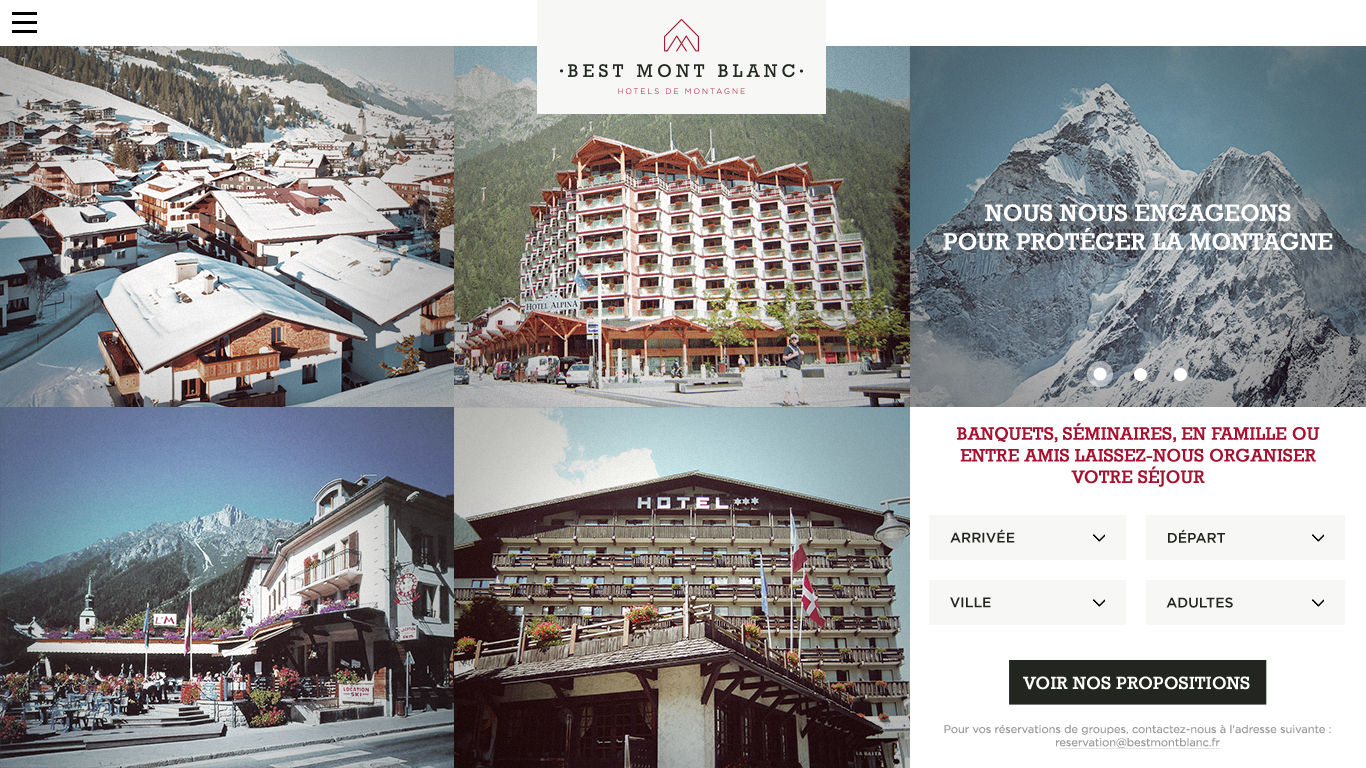 ·BEST MONT BLANC·
HOTELS DE MONTAGNE
HOTEL ALPINA
NOUS NOUS ENGAGEONS
POUR PROTÉGER LA MONTAGNE
L'M
LOCATION
SKI
HOTEL
BANQUETS, SÉMINAIRES, EN FAMILLE OU
ENTRE AMIS LAISSEZ-NOUS ORGANISER
VOTRE SÉJOUR
ARRIVÉE
DÉPART
VILLE
ADULTES
VOIR NOS PROPOSITIONS
Pour vos réservations de groupes, contactez-nous à l'adresse suivante :
reservation@bestmontblanc.fr